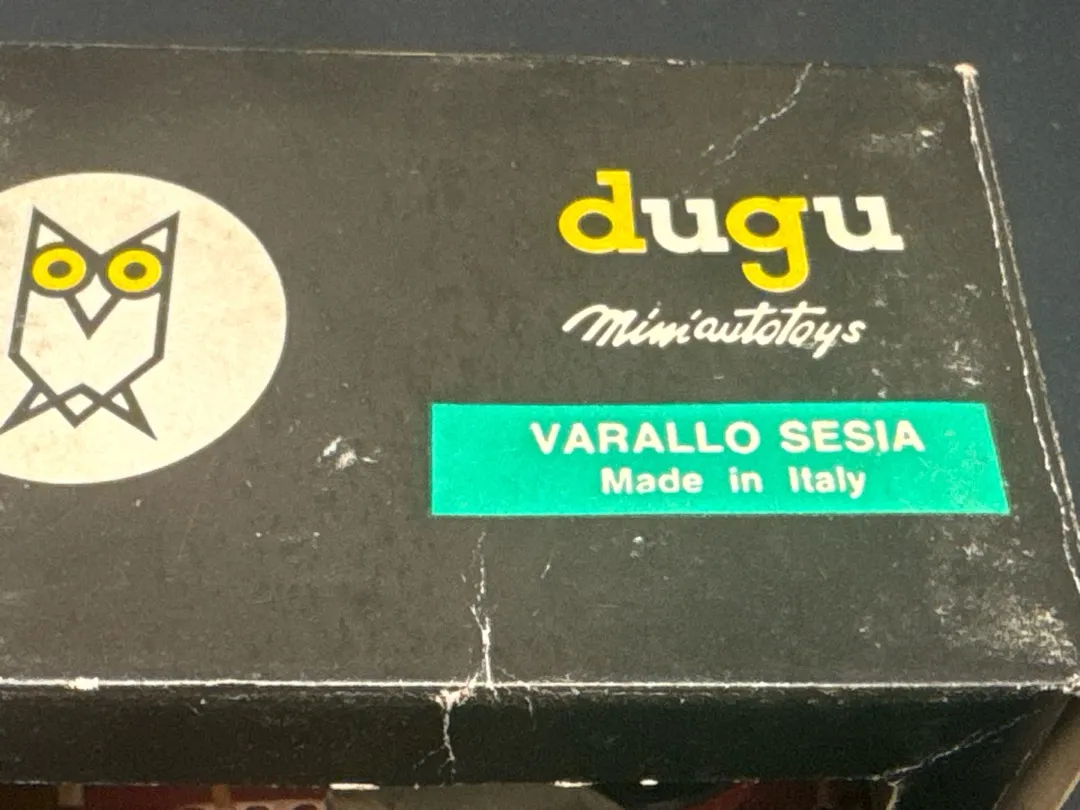 dugu
Miniautotoys
VARALLO SESIA
Made in Italy